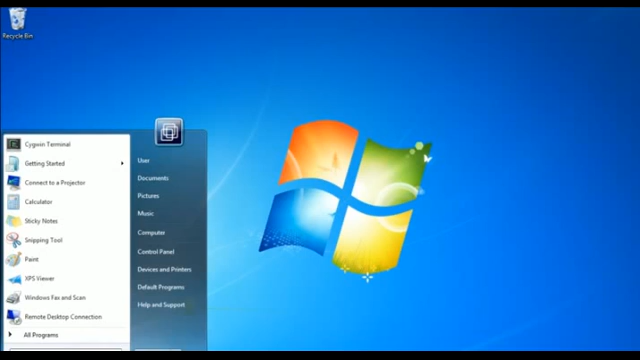 Recycle Bin
Cygwin Terminal
Getting Started
Connect to a Projector
Calculator
Sticky Notes
Snipping Tool
Paint
XPS Viewer
Windows Fax and Scan
Remote Desktop Connection
All Programs
User
Documents
Pictures
Music
Computer
Control Panel
Devices and Printers
Default Programs
Help and Support